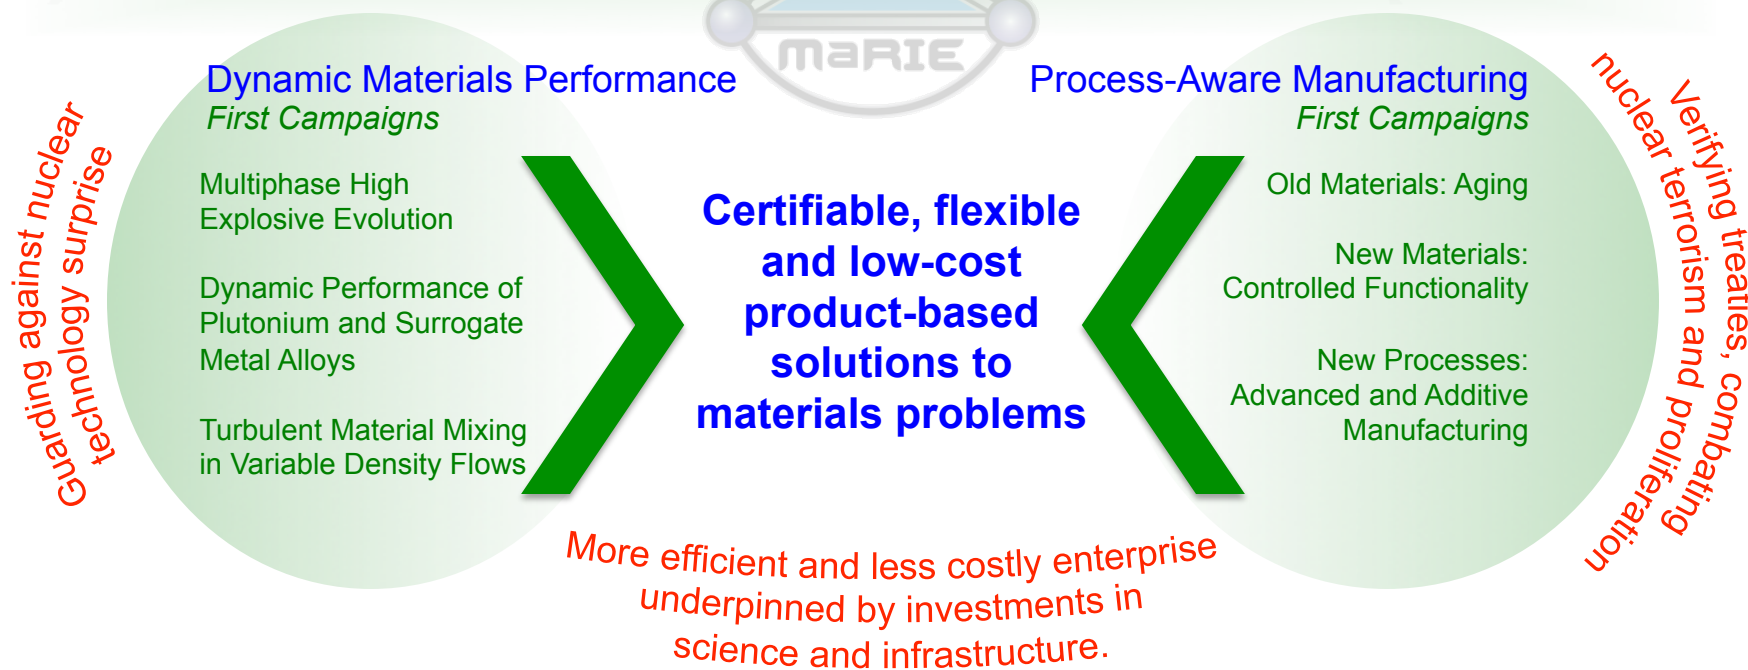 MaRIE
Dynamic Materials Performance
First Campaigns
Multiphase High
Explosive Evolution
Dynamic Performance of
Plutonium and Surrogate
Metal Alloys
Turbulent Material Mixing
in Variable Density Flows
Guarding against nuclear
technology surprise
Certifiable, flexible
and low-cost
product-based
solutions to
materials problems
Process-Aware Manufacturing
First Campaigns
Old Materials: Aging
New Materials:
Controlled Functionality
New Processes:
Advanced and Additive
Manufacturing
Verifying treaties, combating
nuclear terrorism and proliferation
More efficient and less costly enterprise
underpinned by investments in
science and infrastructure.